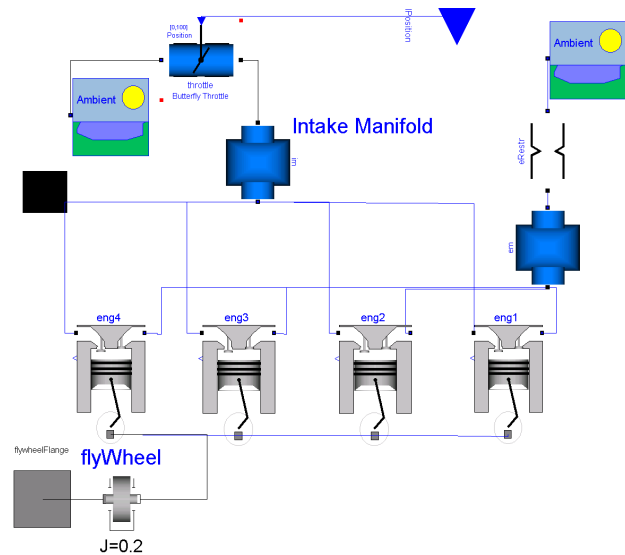 [0,100]
Position
iPosition
Ambient
Ambient
throttle
Butterfly Throttle
Intake Manifold
im
eRestr
em
eng4
eng3
eng2
eng1
flywheelFlange
flyWheel
J=0.2